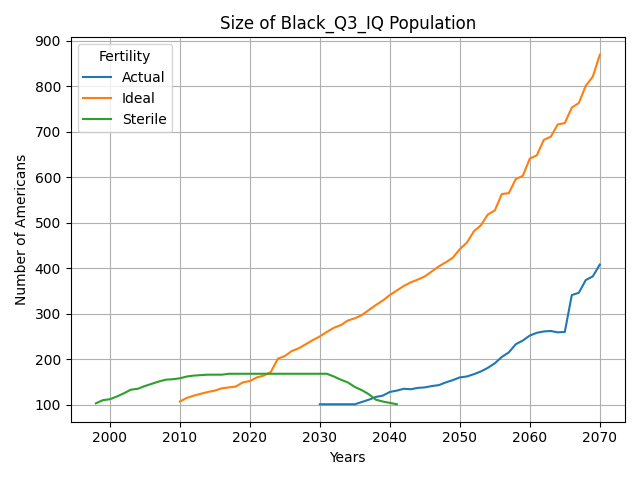 Size of Black_Q3_IQ Population
Number of Americans
900
800
700
600
500
400
300
200
100
Fertility
Actual
Ideal
Sterile
2000 2010 2020 2030 2040 2050 2060 2070
Years